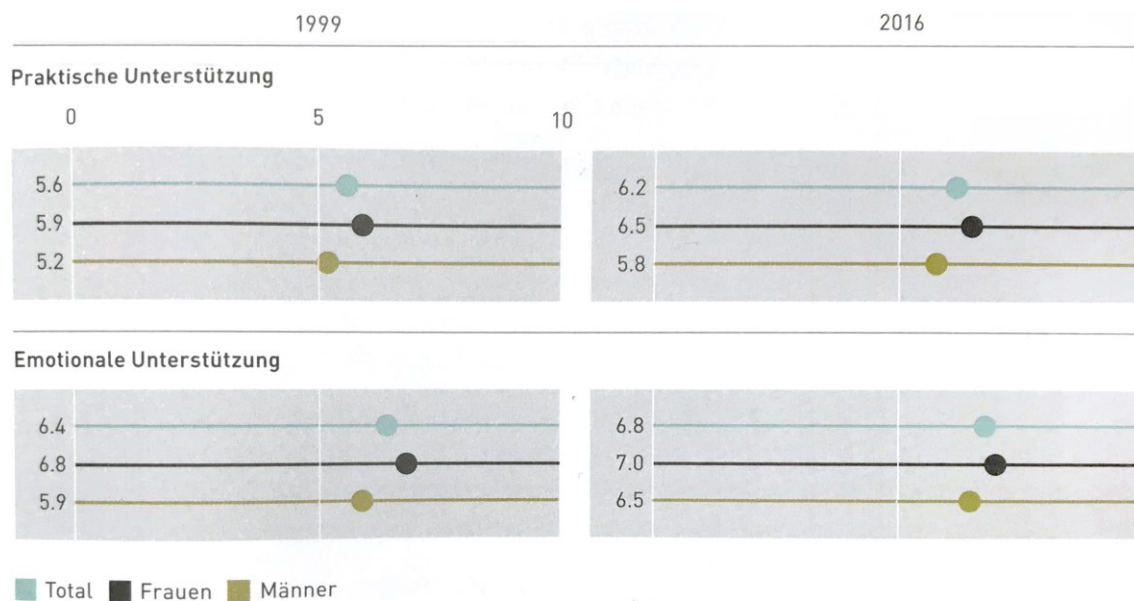 1999 2016
Praktische Unterstützung
0 5 10
5.6 6.2
5.9 6.5
5.2 5.8
Emotionale Unterstützung
6.4 6.8
6.8 7.0
5.9 6.5
Total Frauen Männer